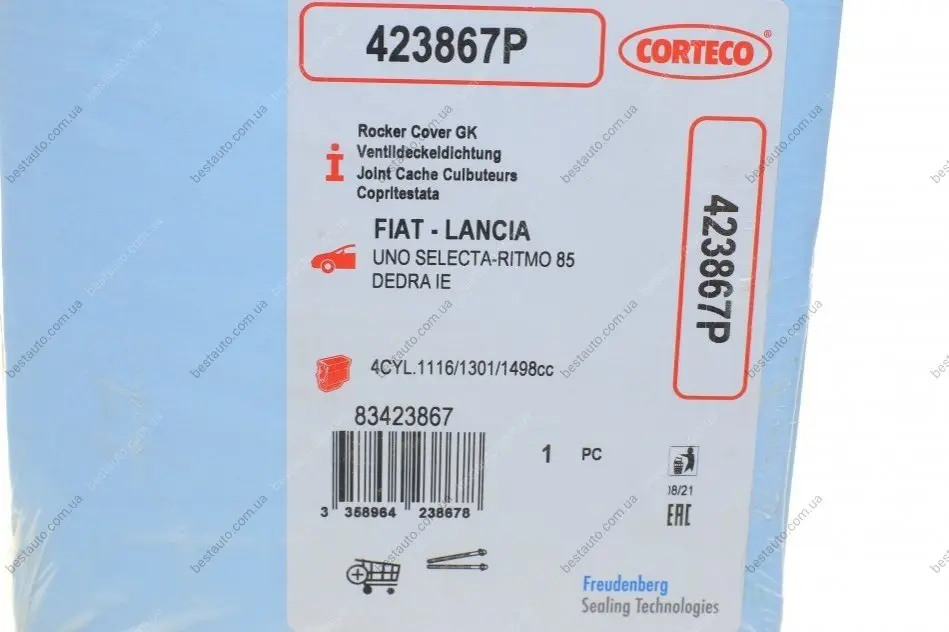 423867P
CORTECO®
Rocker Cover GK
Ventildeckeldichtung
Joint Cache Culbuteurs
Copritestata
FIAT - LANCIA
UNO SELECTA-RITMO 85
DEDRA IE
423867P
4CYL.1116/1301/1498cc
83423867
1 PC
3 358964 238678
)8/21
EAC
Freudenberg
Sealing Technologies
bestauto.com.ua